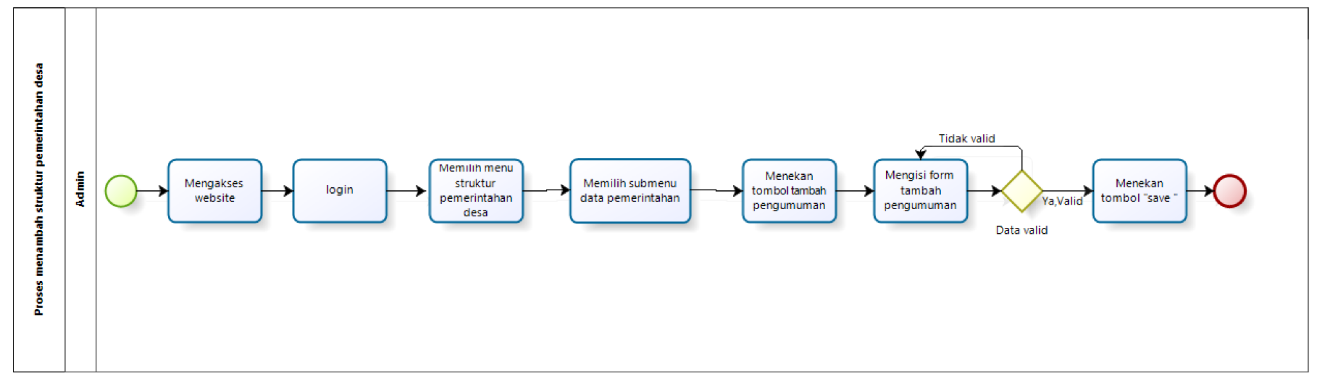 Proses menambah struktur pemerintahan desa
Admin
Mengakses
website
login
Memilih menu
struktur
pemerintahan
desa
Memilih submenu
data pemerintahan
Menekan
tombol tambah
pengumuman
Mengisi form
tambah
pengumuman
Tidak valid
Ya,Valid
Data valid
Menekan
tombol "save "